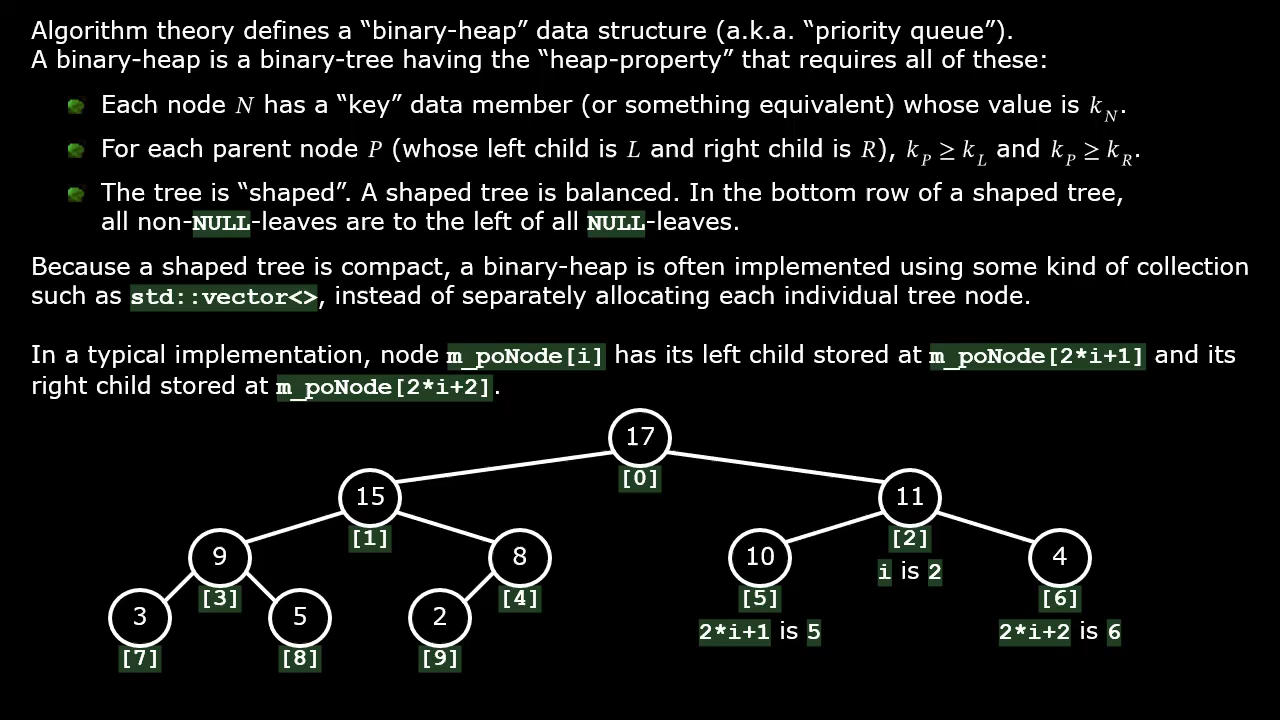 Algorithm theory defines a “binary-heap” data structure (a.k.a. “priority queue”).
A binary-heap is a binary-tree having the “heap-property” that requires all of these:
Each node N has a “key” data member (or something equivalent) whose value is k_N.
For each parent node P (whose left child is L and right child is R), k_P ≥ k_L and k_P ≥ k_R.
The tree is “shaped”. A shaped tree is balanced. In the bottom row of a shaped tree,
all non-NULL-leaves are to the left of all NULL-leaves.
Because a shaped tree is compact, a binary-heap is often implemented using some kind of collection
such as std::vector<>, instead of separately allocating each individual tree node.
In a typical implementation, node m_poNode[i] has its left child stored at m_poNode[2*i+1] and its
right child stored at m_poNode[2*i+2].
17
[0]
15 11
[1] [2]
i is 2
9 8 10 4
[3] [4] [5] [6]
2*i+1 is 5 2*i+2 is 6
3 5 2
[7] [8] [9]